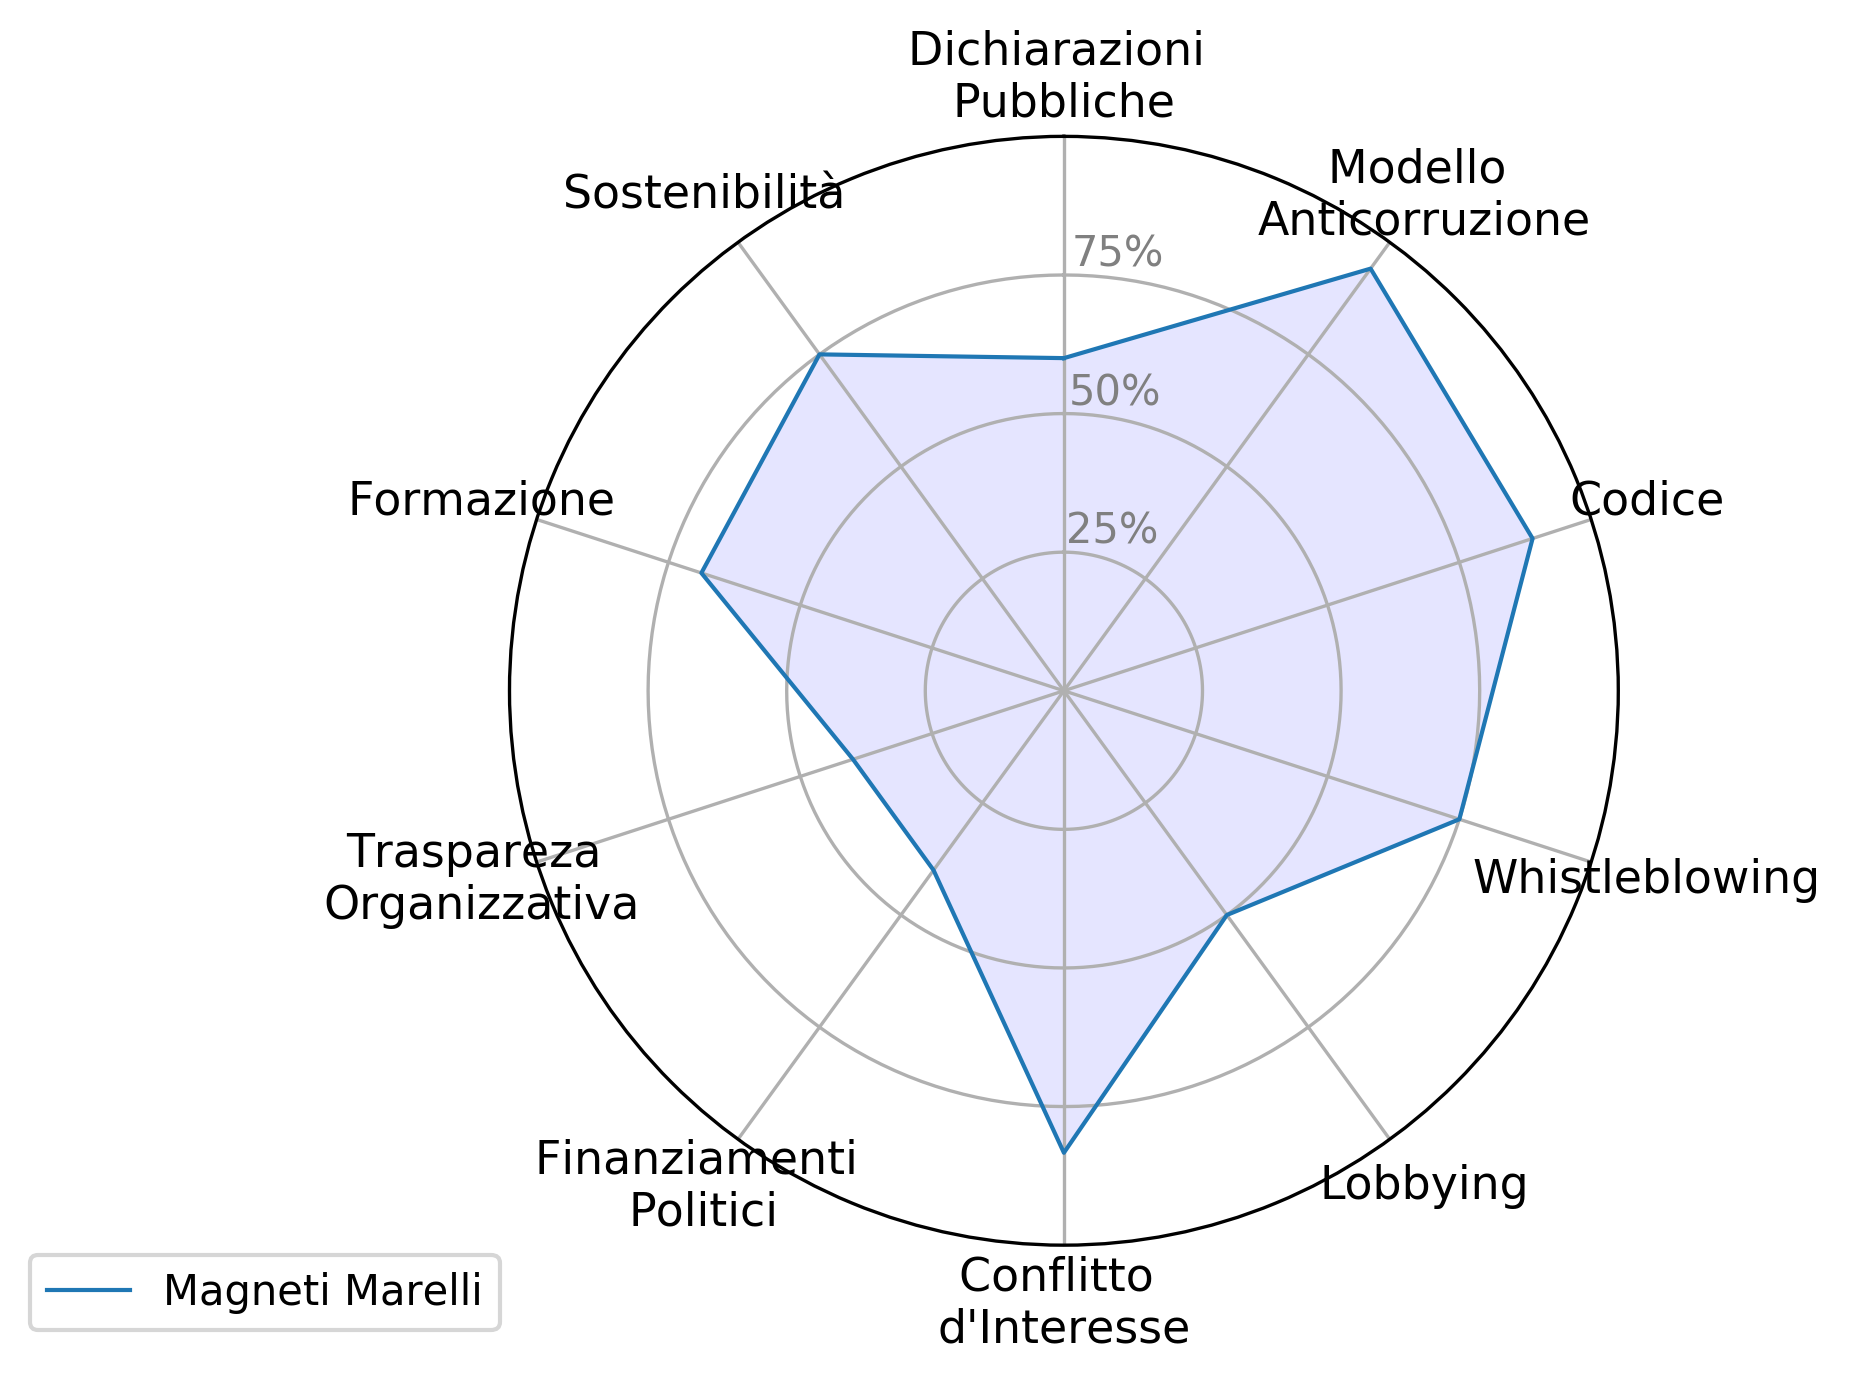 Dichiarazioni
Pubbliche
Modello
Anticorruzione
Sostenibilità
75%
50%
25%
Formazione
Codice
Traspareza
Organizzativa
Whistleblowing
Finanziamenti
Politici
Lobbying
Conflitto
d'Interesse
Magneti Marelli